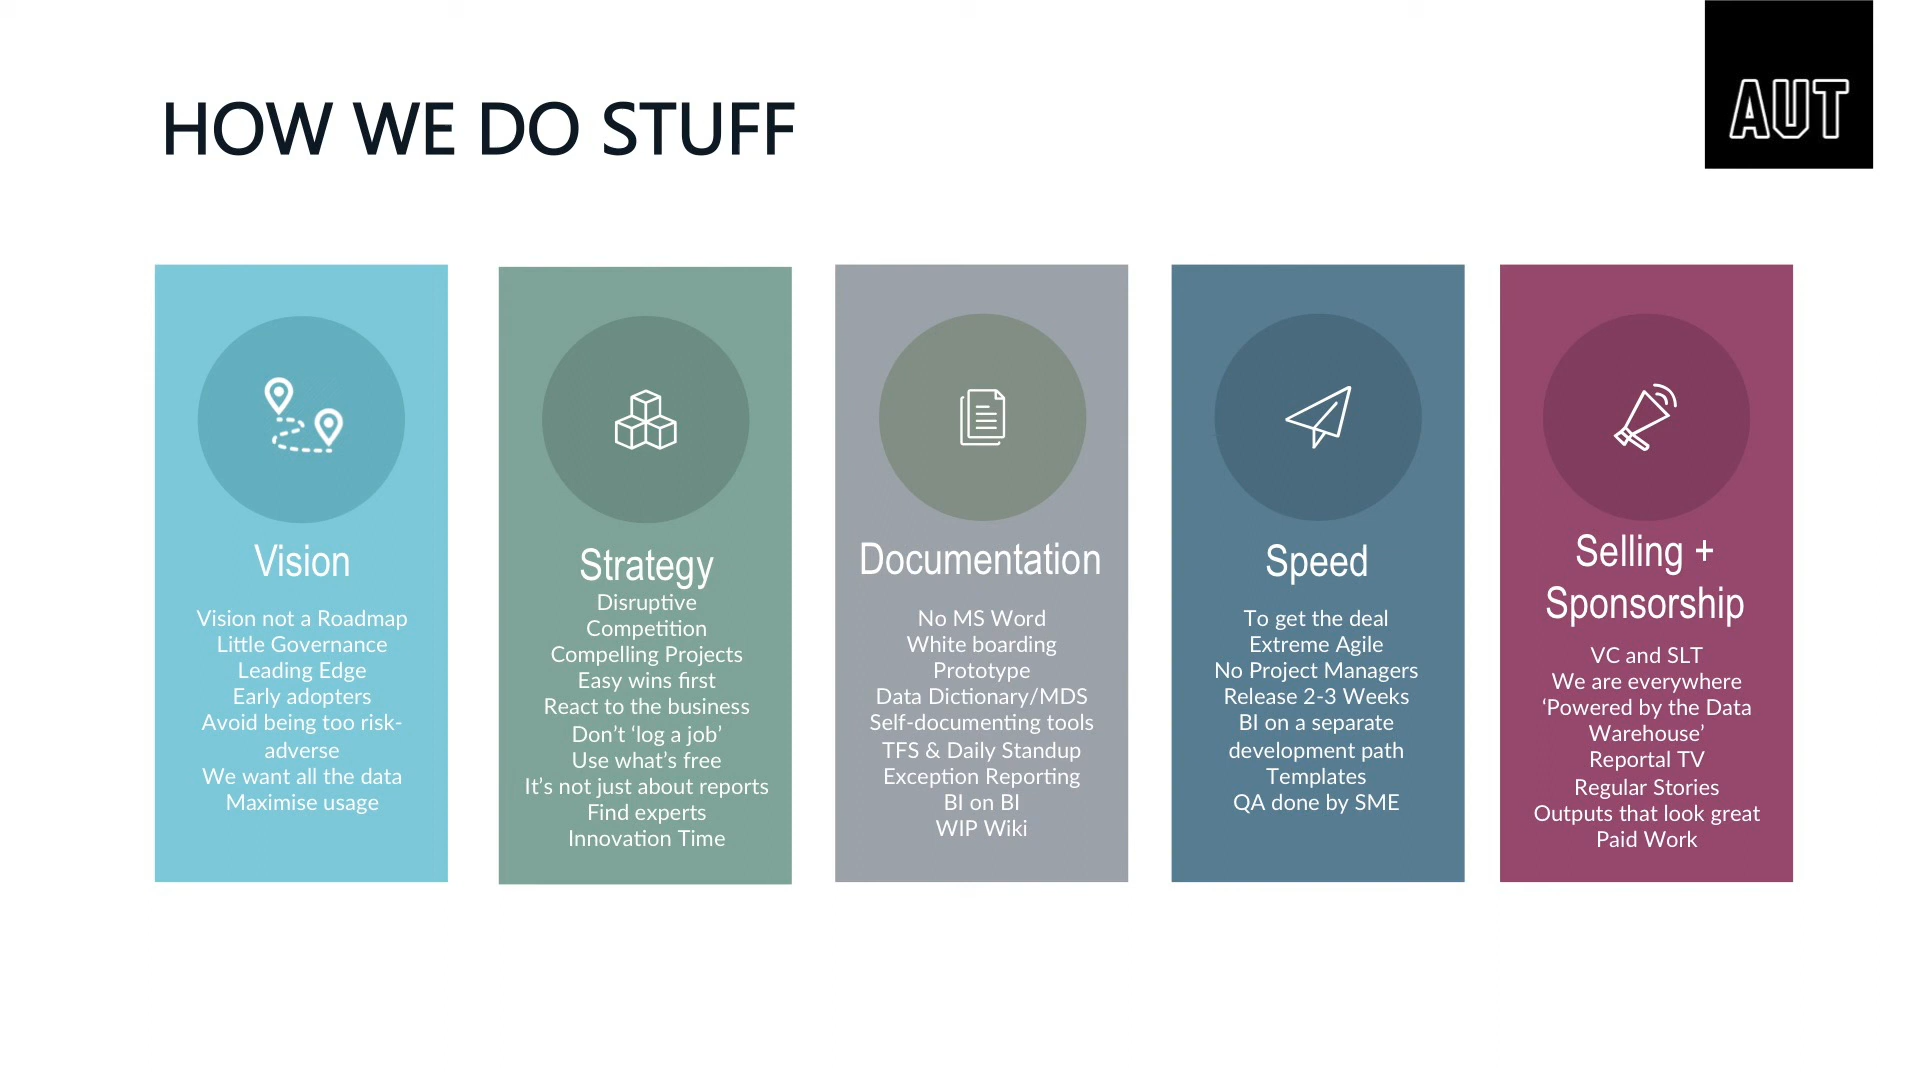 HOW WE DO STUFF
AUT
Vision
Vision not a Roadmap
Little Governance
Leading Edge
Early adopters
Avoid being too risk-
adverse
We want all the data
Maximise usage
Strategy
Disruptive
Competition
Compelling Projects
Easy wins first
React to the business
Don’t ‘log a job’
Use what’s free
It’s not just about reports
Find experts
Innovation Time
Documentation
No MS Word
White boarding
Prototype
Data Dictionary/MDS
Self-documenting tools
TFS & Daily Standup
Exception Reporting
BI on BI
WIP Wiki
Speed
To get the deal
Extreme Agile
No Project Managers
Release 2-3 Weeks
BI on a separate
development path
Templates
QA done by SME
Selling +
Sponsorship
VC and SLT
We are everywhere
‘Powered by the Data
Warehouse’
Reportal TV
Regular Stories
Outputs that look great
Paid Work